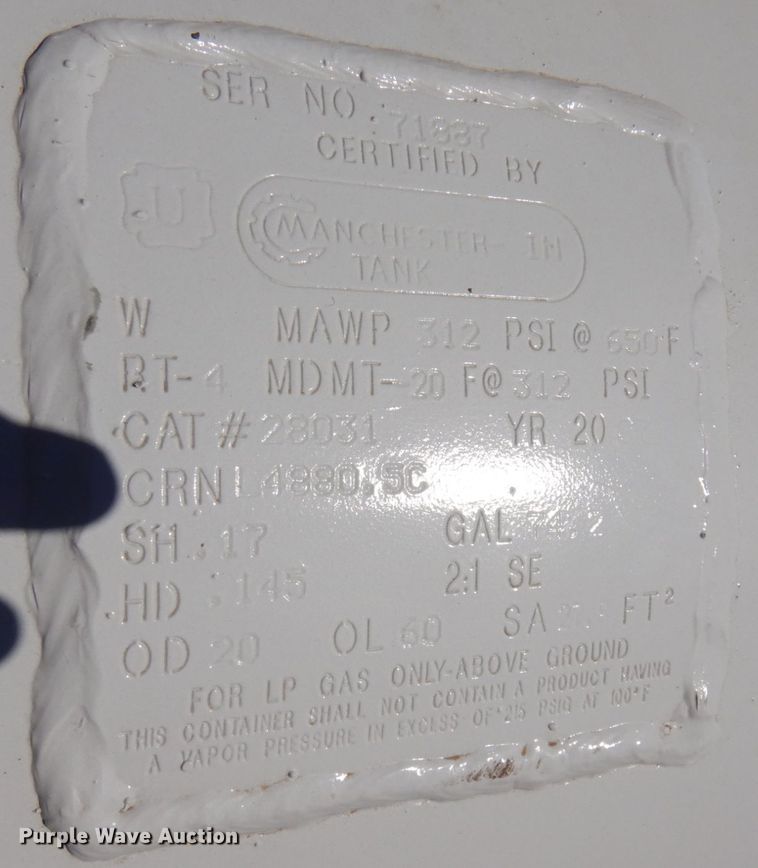 SER NO.
CERTIFIED BY
U
MANCHESTER - IN
TANK
W MAWP 312 PSI @ 650 F
RT-4 MDMT-20 F@ 312 PSI
CAT # 28031 YR 20
CRN L4990.5C
SH .17 GAL
HD .145 2:1 SE
OD 20 OL 60 SA FT²
FOR LP GAS ONLY-ABOVE GROUND
THIS CONTAINER SHALL NOT CONTAIN A PRODUCT HAVING
A VAPOR PRESSURE IN EXCESS OF 215 PSIG AT 100°F
Purple Wave Auction